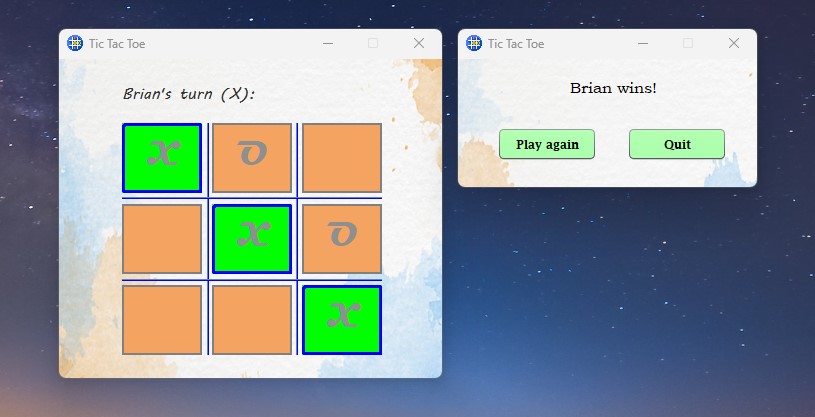 Tic Tac Toe
Brian's turn (X):
X O
X O
X
Tic Tac Toe
Brian wins!
Play again Quit